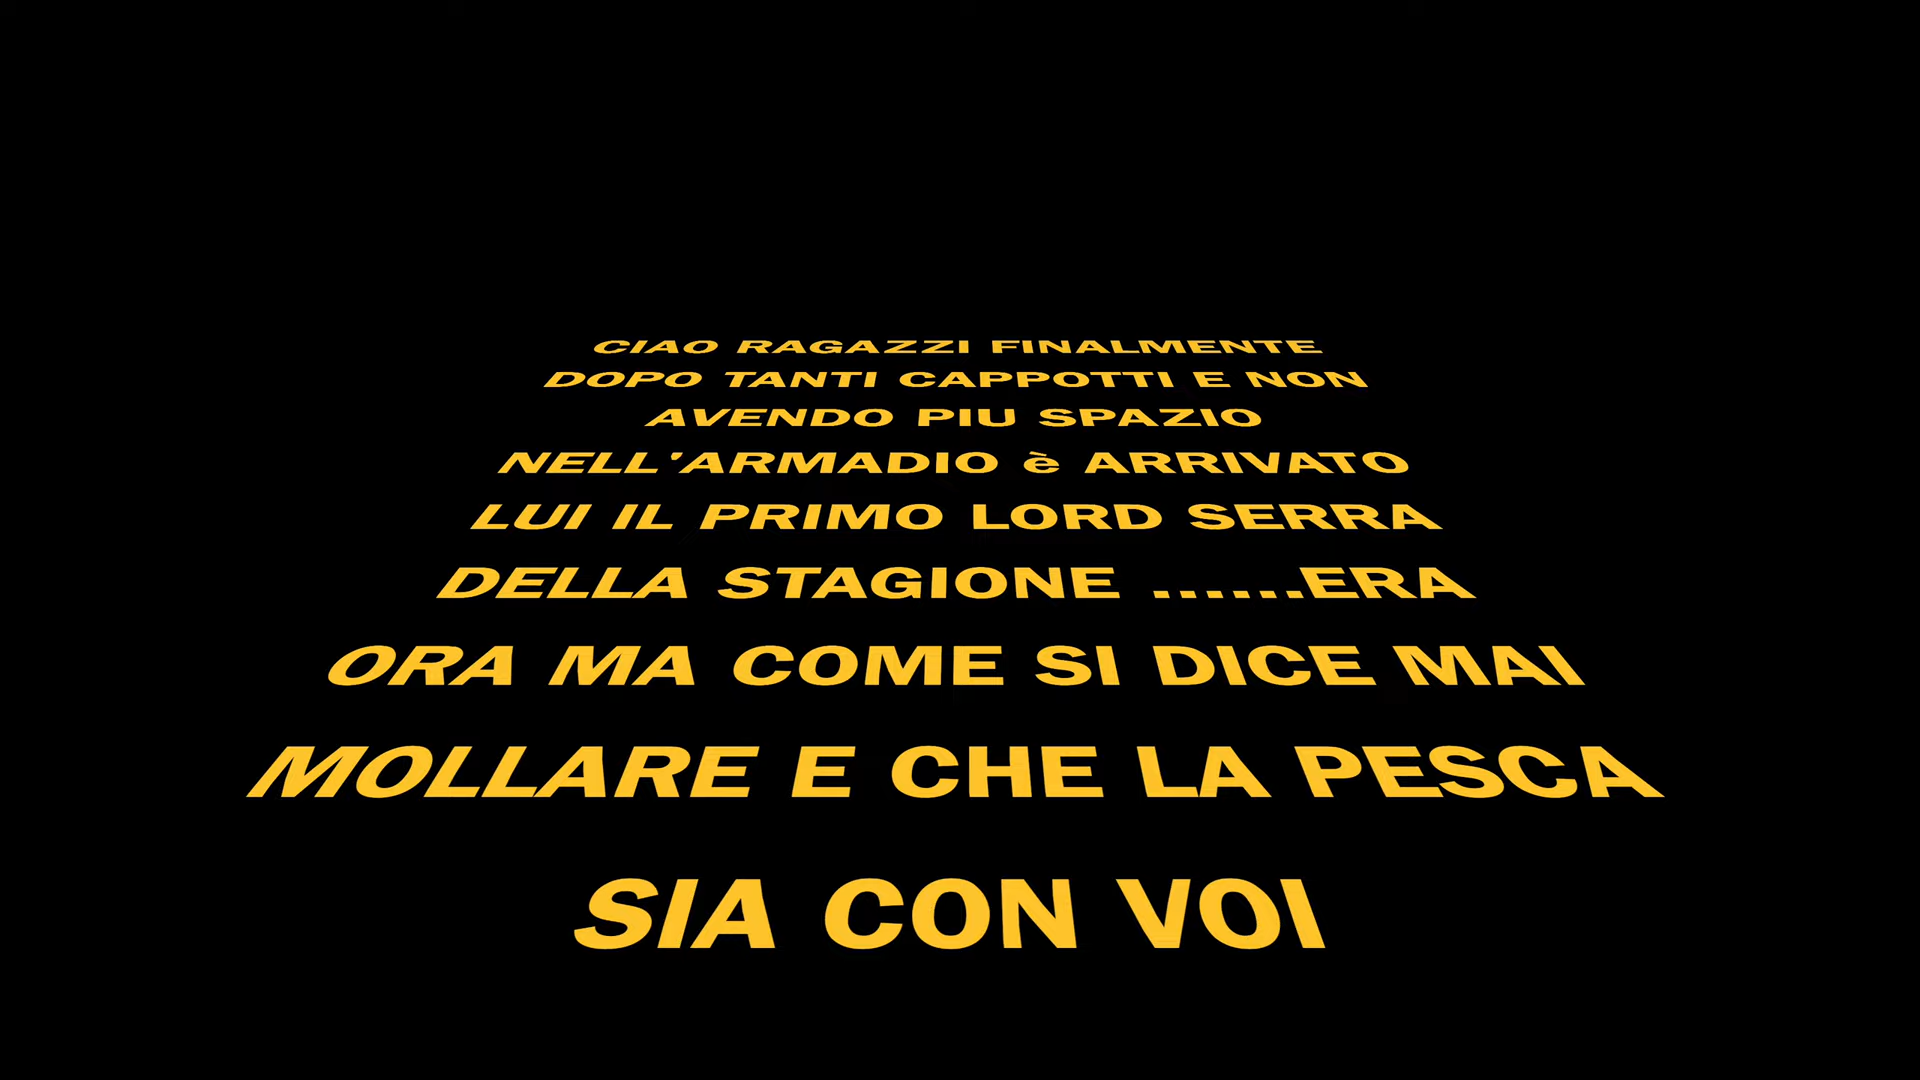 CIAO RAGAZZI FINALMENTE
DOPO TANTI CAPPOTTI E NON
AVENDO PIU SPAZIO
NELL'ARMADIO è ARRIVATO
LUI IL PRIMO LORD SERRA
DELLA STAGIONE ......ERA
ORA MA COME SI DICE MAI
MOLLARE E CHE LA PESCA
SIA CON VOI